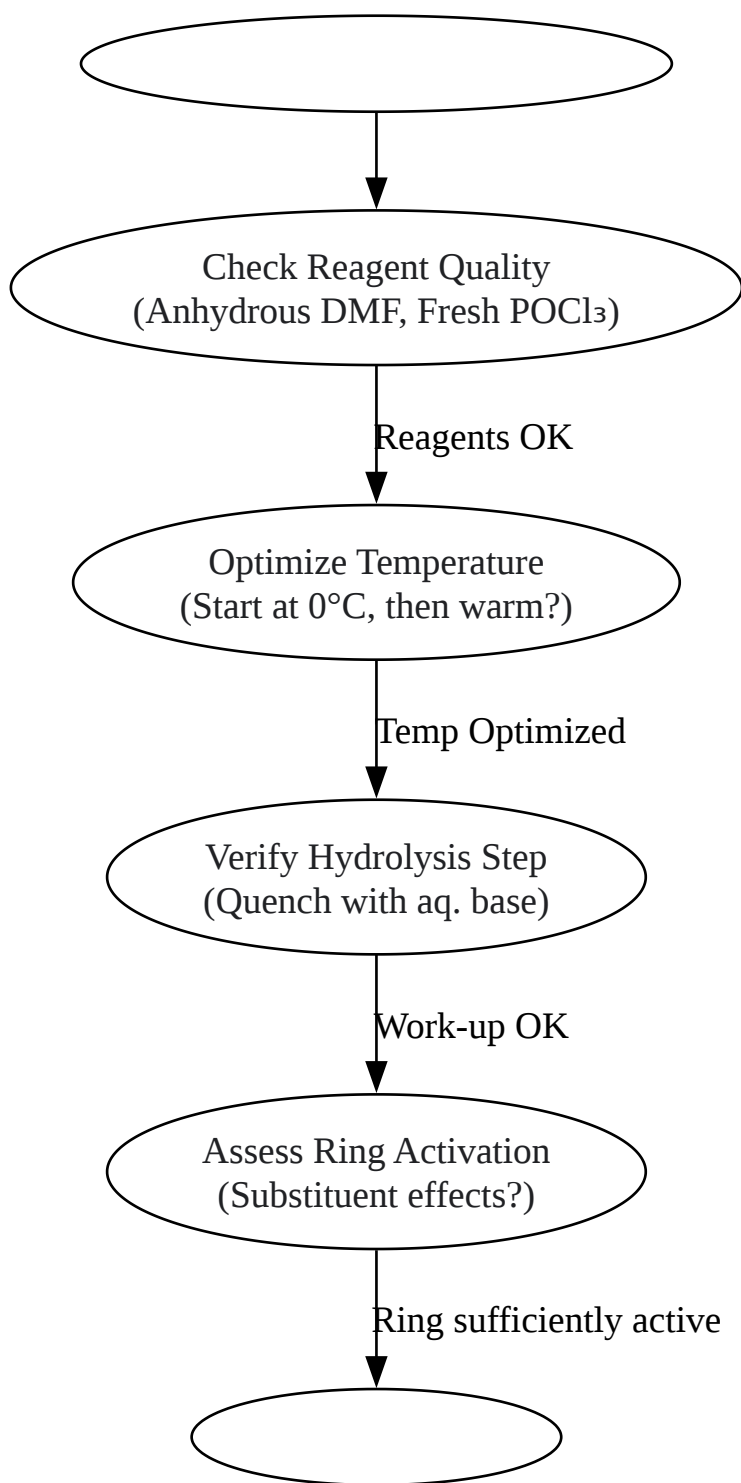 Check Reagent Quality
(Anhydrous DMF, Fresh POCl₃)
Reagents OK
Optimize Temperature
(Start at 0°C, then warm?)
Temp Optimized
Verify Hydrolysis Step
(Quench with aq. base)
Work-up OK
Assess Ring Activation
(Substituent effects?)
Ring sufficiently active